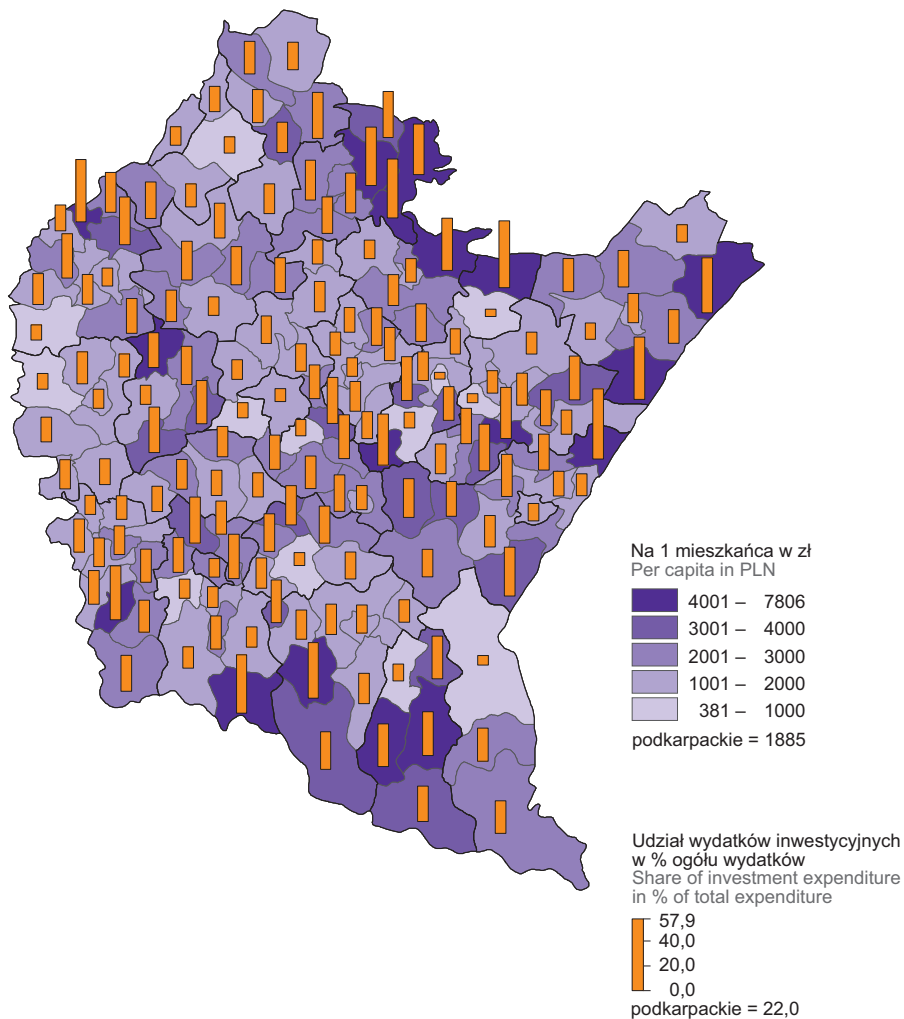 Na 1 mieszkańca w zł
Per capita in PLN
4001 – 7806
3001 – 4000
2001 – 3000
1001 – 2000
381 – 1000
podkarpackie = 1885
Udział wydatków inwestycyjnych
w % ogółu wydatków
Share of investment expenditure
in % of total expenditure
57,9
40,0
20,0
0,0
podkarpackie = 22,0